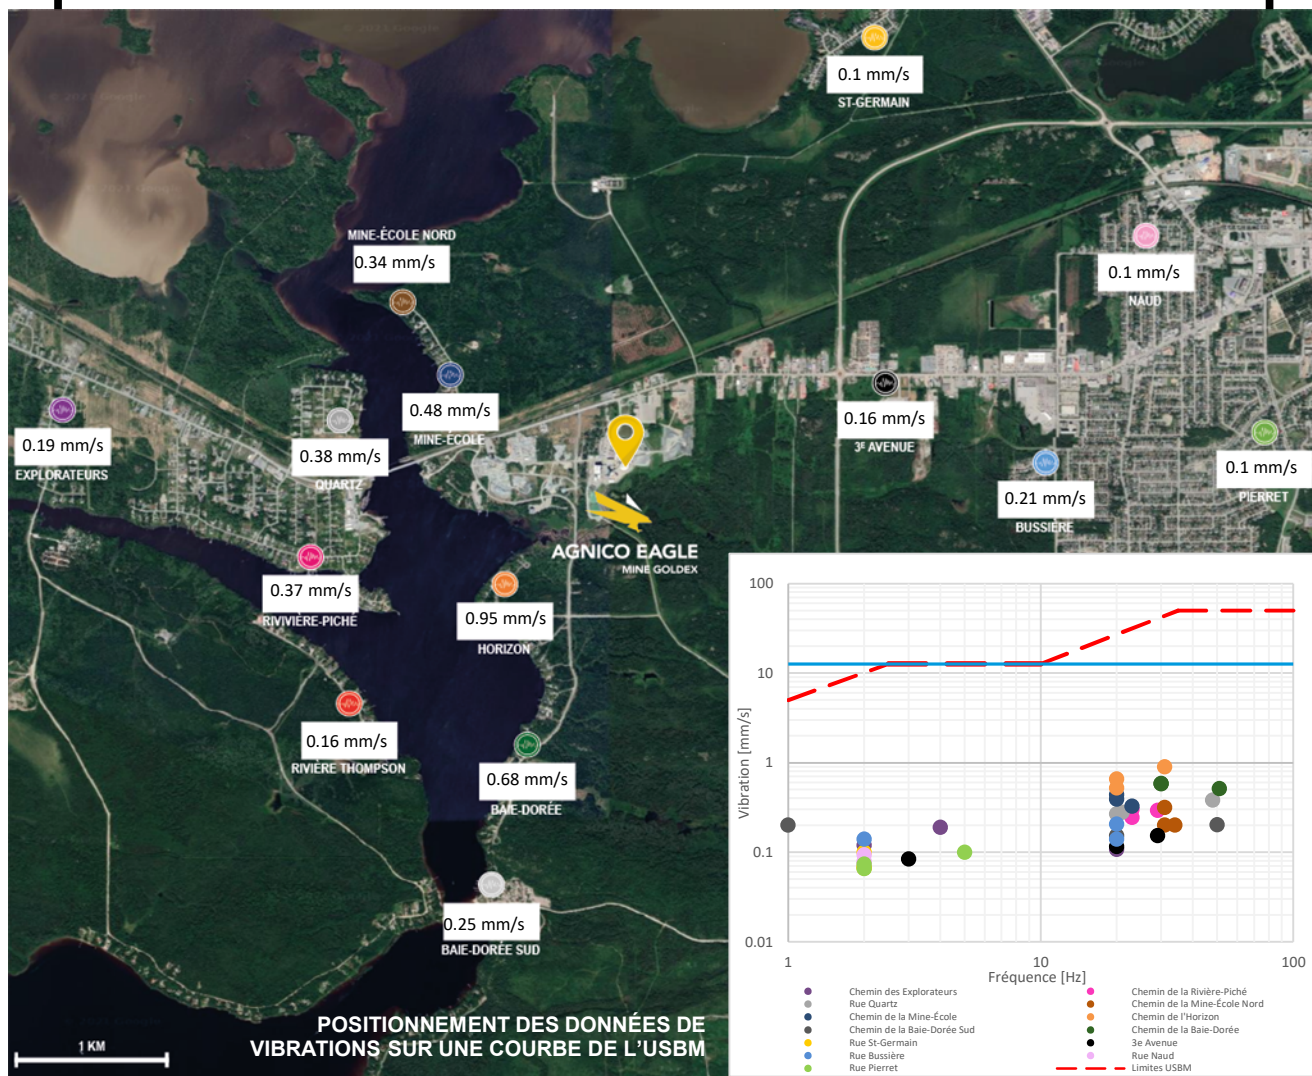 © 2021 Google
0.1 mm/s
ST-GERMAIN
© 2021 Google
MINE-ÉCOLE NORD
0.34 mm/s
0.1 mm/s
NAUD
0.48 mm/s
MINE-ÉCOLE
0.16 mm/s
3E AVENUE
0.19 mm/s
EXPLORATEURS
0.38 mm/s
QUARTZ
0.1 mm/s
PIERRET
0.21 mm/s
BUSSIÈRE
AGNICO EAGLE
MINE GOLDEX
0.37 mm/s
RIVIVIÈRE-PICHÉ
0.95 mm/s
HORIZON
0.16 mm/s
RIVIÈRE THOMPSON
0.68 mm/s
BAIE-DORÉE
0.25 mm/s
BAIE-DORÉE SUD
POSITIONNEMENT DES DONNÉES DE
VIBRATIONS SUR UNE COURBE DE L'USBM
1 KM
Vibration [mm/s]
100
10
1
0.1
0.01
1 10 100
Fréquence [Hz]
Chemin des Explorateurs Chemin de la Rivière-Piché
Rue Quartz Chemin de la Mine-École Nord
Chemin de la Mine-École Chemin de l'Horizon
Chemin de la Baie-Dorée Sud Chemin de la Baie-Dorée
Rue St-Germain 3e Avenue
Rue Bussière Rue Naud
Rue Pierret Limites USBM